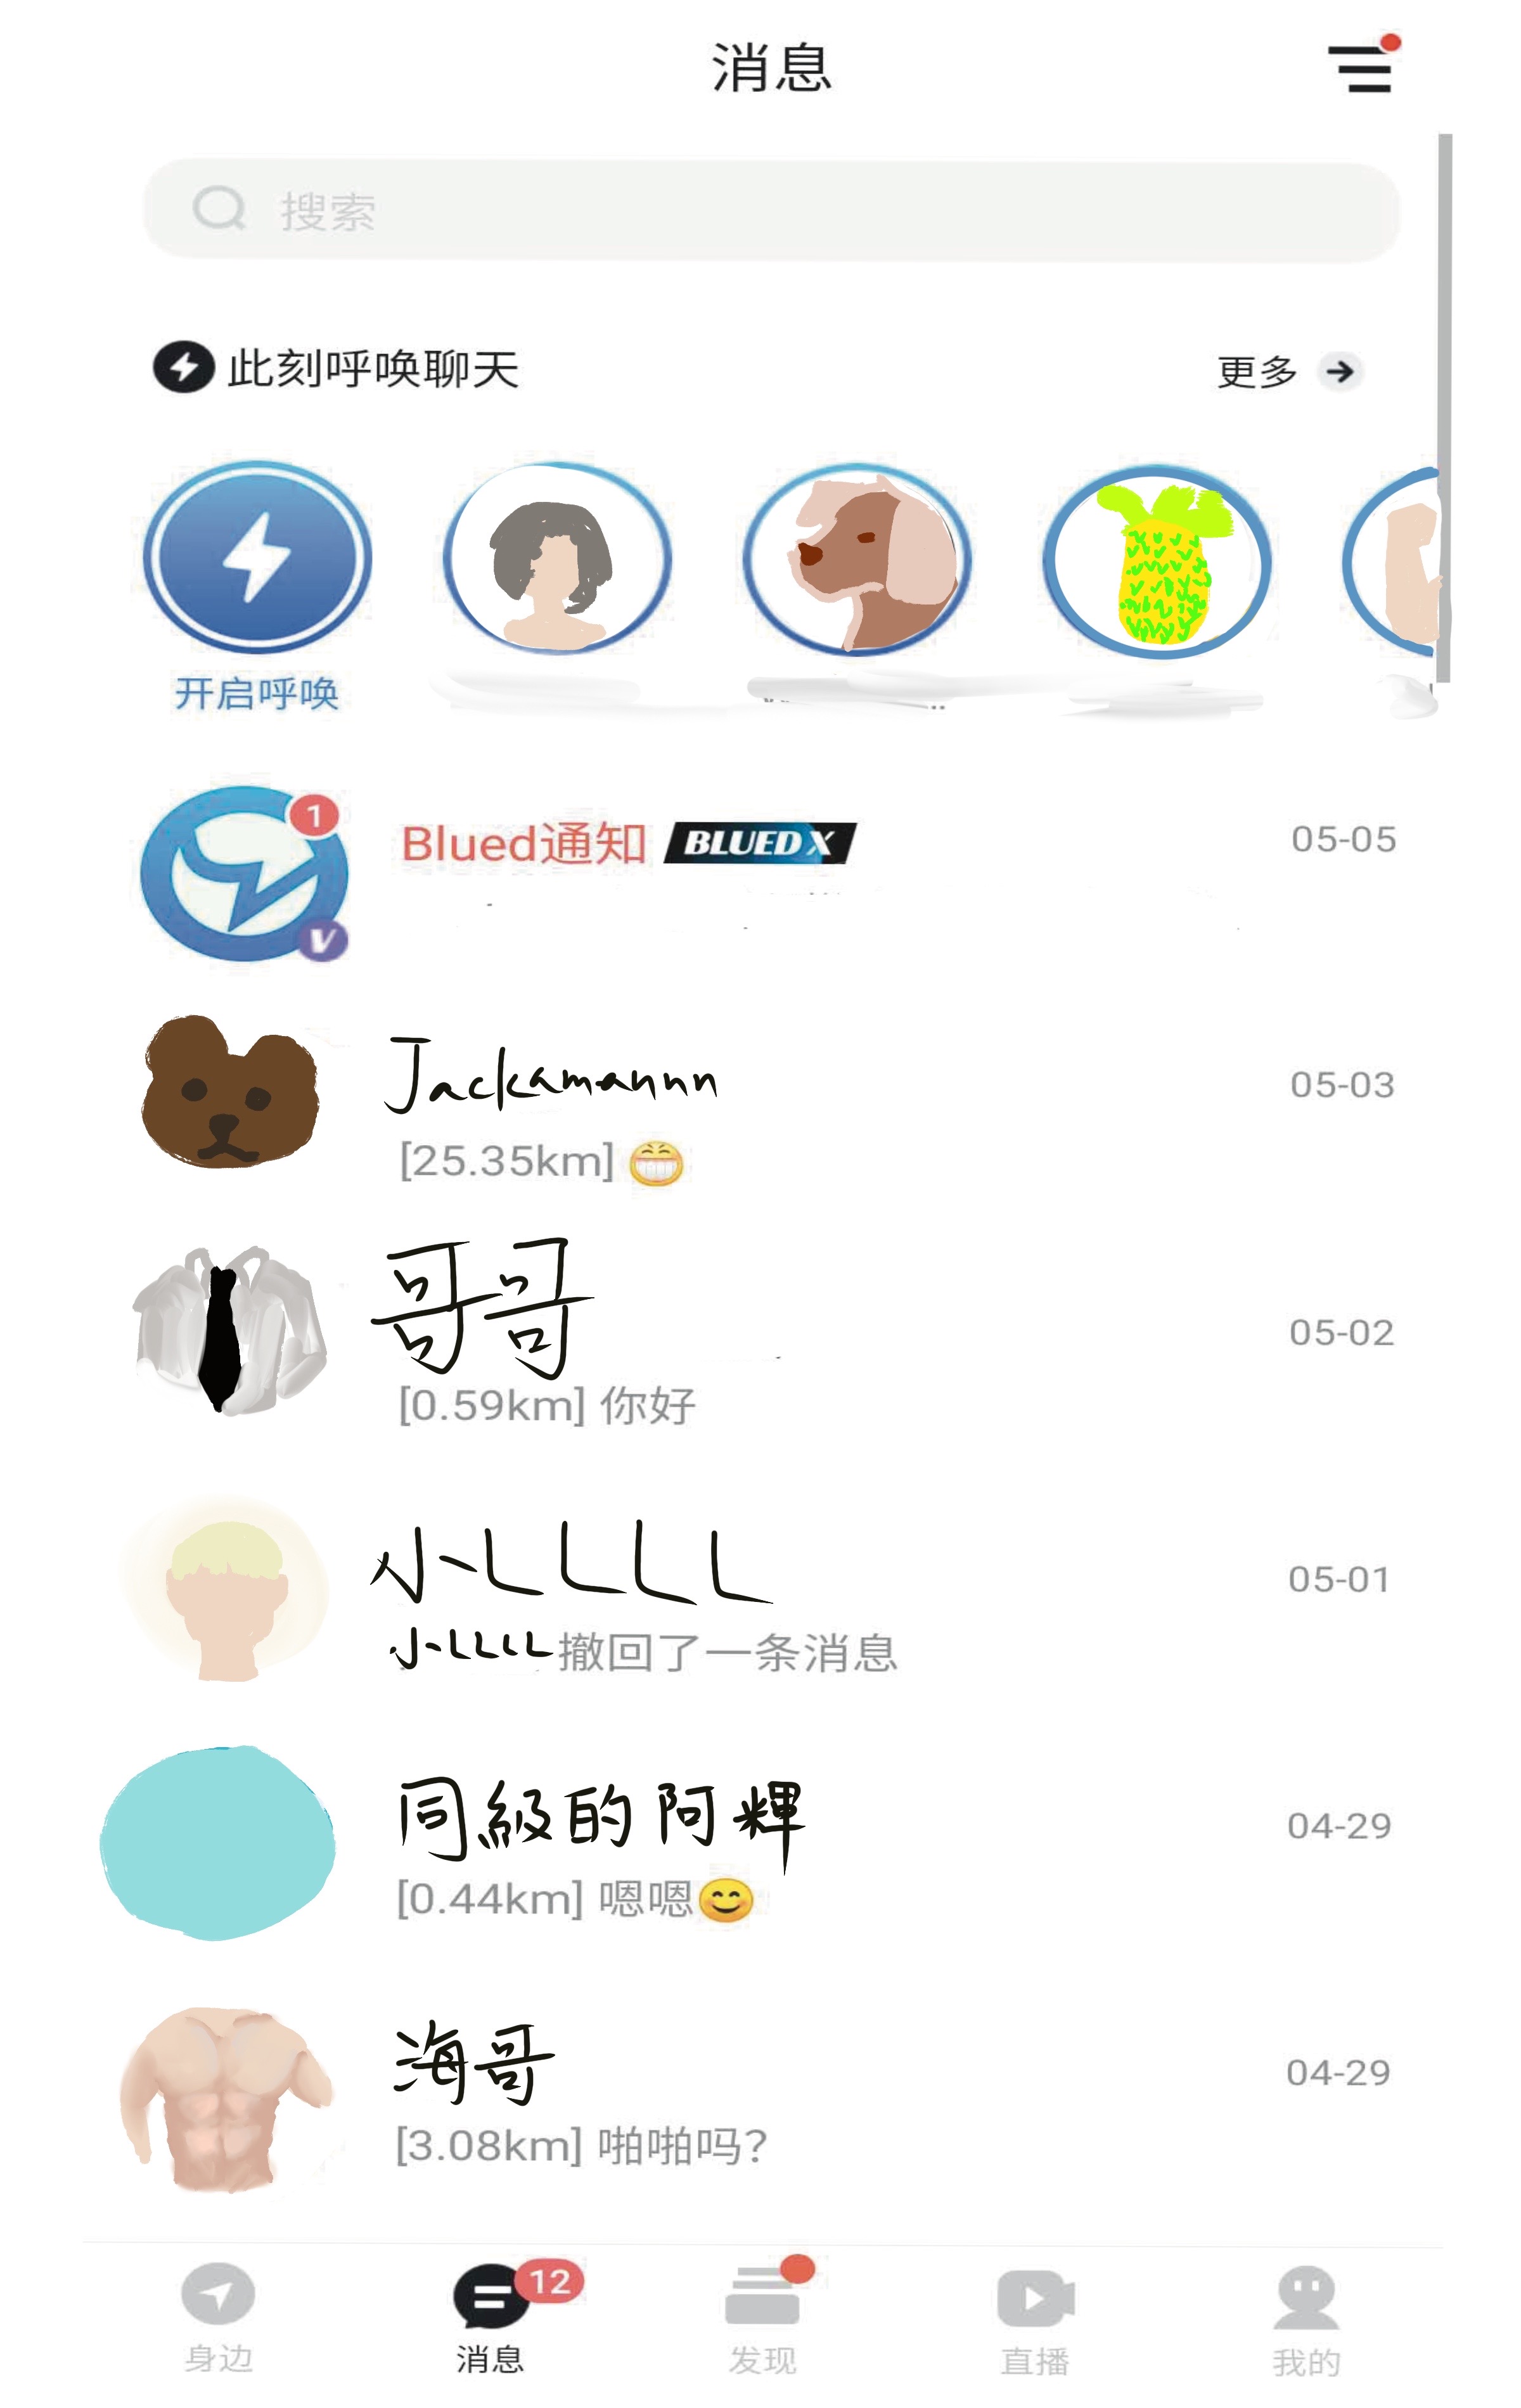 消息
搜索
此刻呼唤聊天 更多
开启呼唤
1
Blued通知 BLUED X 05-05
V
Jackamannn 05-03
[25.35km] 😁
哥哥 05-02
[0.59km] 你好
小LLLL 05-01
小LLLL撤回了一条消息
同級的阿輝 04-29
[0.44km] 嗯嗯😊
海哥 04-29
[3.08km] 啪啪吗?
12
身边 消息 发现 直播 我的